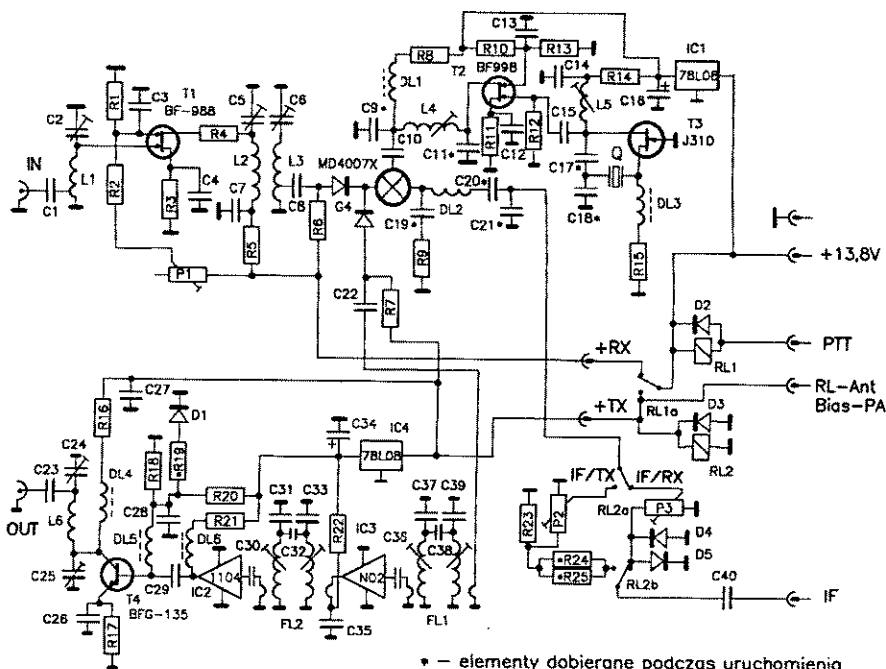 C13
R8
R10
R13
IC1
T2
BF998
C14
R14
78L08
T1
BF-988
C5
C6
DL1
L5
C16
+
R1
C3
C2
R4
C9*
L4
C15
T3
J310
C10
R11
C12
R12
IN
L1
L2
L3
MD4007X
C11*
C17*
Q
R2
R3
C4
C7
C8
G4
C20*
C18*
DL3
C1
R5
R6
C19*
DL2
C21*
R9
R15
P1
C22
R7
+13,8V
D2
+RX
RL1
PTT
C27
RL1a
RL-Ant
Bias-PA
R16
D1
C34
+
IC4
+TX
D3
C24
78L08
RL2
C23
R18
*R19
DL4
R20
C31
C33
C37
C39
IF/TX
IF/RX
OUT
C28
R21
R22
IC3
R23
P2
P3
L6
DL5
DL6
C30
C32
C36
C38
RL2a
D4
C25
1104
N02
*R24
D5
T4
C29
IC2
*R25
RL2b
C40
BFG-135
C26
R17
FL2
C35
FL1
IF
* – elementy dobierane podczas uruchomienia